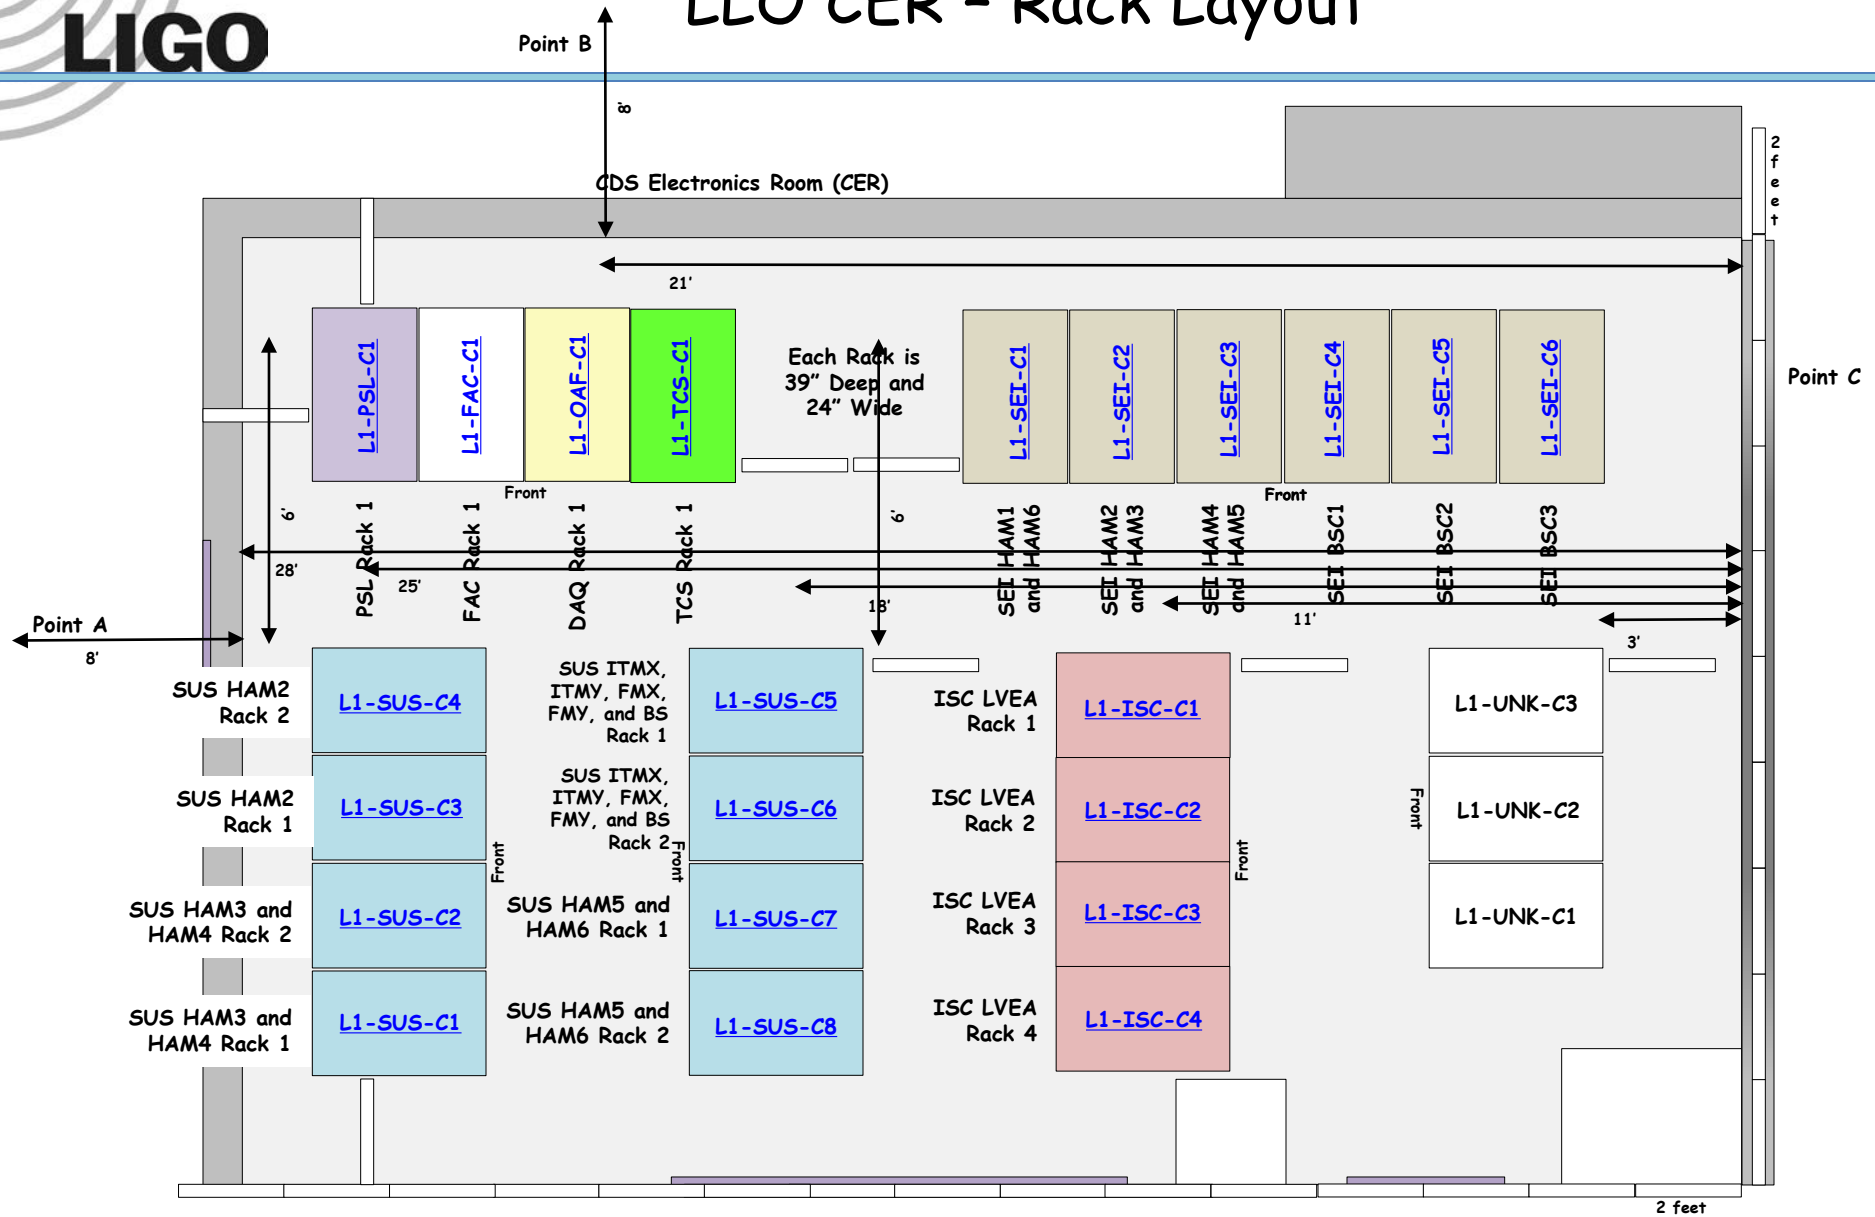 LIGO
LLO CER – Rack Layout
Point B
8'
2 feet
CDS Electronics Room (CER)
21'
L1-PSL-C1
L1-FAC-C1
L1-OAF-C1
L1-TCS-C1
Each Rack is
39” Deep and
24” Wide
L1-SEI-C1
L1-SEI-C2
L1-SEI-C3
L1-SEI-C4
L1-SEI-C5
L1-SEI-C6
Point C
Front
Front
6'
6'
PSL Rack 1
FAC Rack 1
DAQ Rack 1
TCS Rack 1
SEI HAM1
and HAM6
SEI HAM2
and HAM3
SEI HAM4
and HAM5
SEI BSC1
SEI BSC2
SEI BSC3
28'
25'
18'
11'
3'
Point A
8'
SUS HAM2
Rack 2
L1-SUS-C4
SUS ITMX,
ITMY, FMX,
FMY, and BS
Rack 1
L1-SUS-C5
ISC LVEA
Rack 1
L1-ISC-C1
L1-UNK-C3
SUS HAM2
Rack 1
L1-SUS-C3
SUS ITMX,
ITMY, FMX,
FMY, and BS
Rack 2
L1-SUS-C6
ISC LVEA
Rack 2
L1-ISC-C2
Front
L1-UNK-C2
Front
Front
Front
SUS HAM3 and
HAM4 Rack 2
L1-SUS-C2
SUS HAM5 and
HAM6 Rack 1
L1-SUS-C7
ISC LVEA
Rack 3
L1-ISC-C3
L1-UNK-C1
SUS HAM3 and
HAM4 Rack 1
L1-SUS-C1
SUS HAM5 and
HAM6 Rack 2
L1-SUS-C8
ISC LVEA
Rack 4
L1-ISC-C4
2 feet